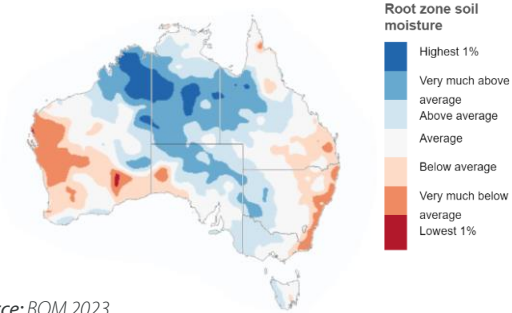 Root zone soil
moisture
Highest 1%
Very much above
average
Above average
Average
Below average
Very much below
average
Lowest 1%
rce: BOM 2023